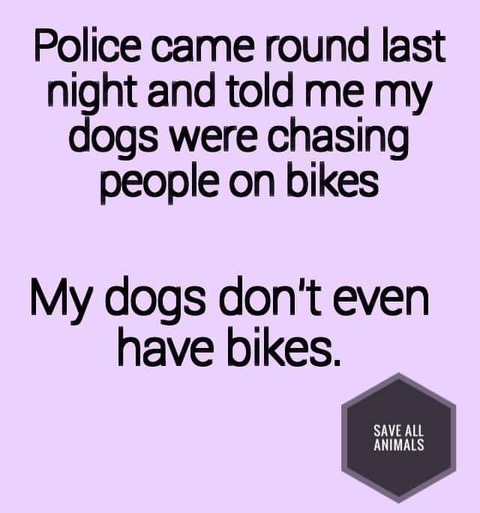 Police came round last
night and told me my
dogs were chasing
people on bikes
My dogs don't even
have bikes.
SAVE ALL
ANIMALS